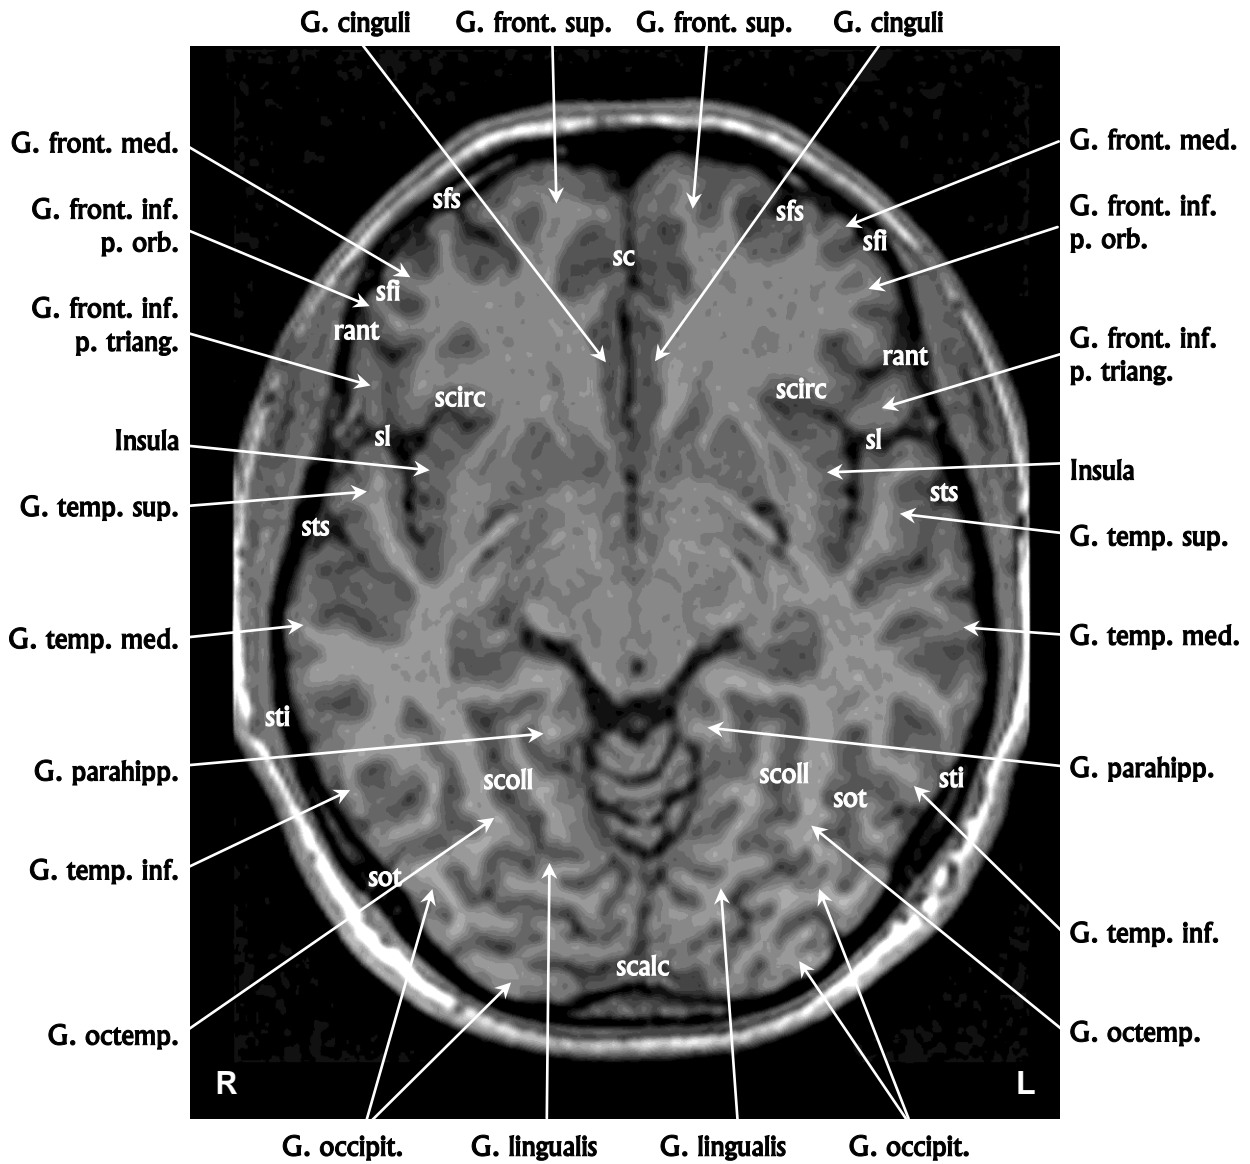 G. cinguli G. front. sup. G. front. sup. G. cinguli
G. front. med.
G. front. med.
sfs
sfs
G. front. inf.
p. orb.
G. front. inf.
p. orb.
sfi
sc
sfi
G. front. inf.
p. triang.
rant
G. front. inf.
p. triang.
rant
scirc
scirc
sl
sl
Insula
Insula
sts
G. temp. sup.
sts
G. temp. sup.
G. temp. med.
G. temp. med.
sti
G. parahipp.
scoll
scoll
sti
G. parahipp.
sot
G. temp. inf.
sot
G. temp. inf.
scalc
G. octemp.
G. octemp.
R
L
G. occipit. G. lingualis G. lingualis G. occipit.